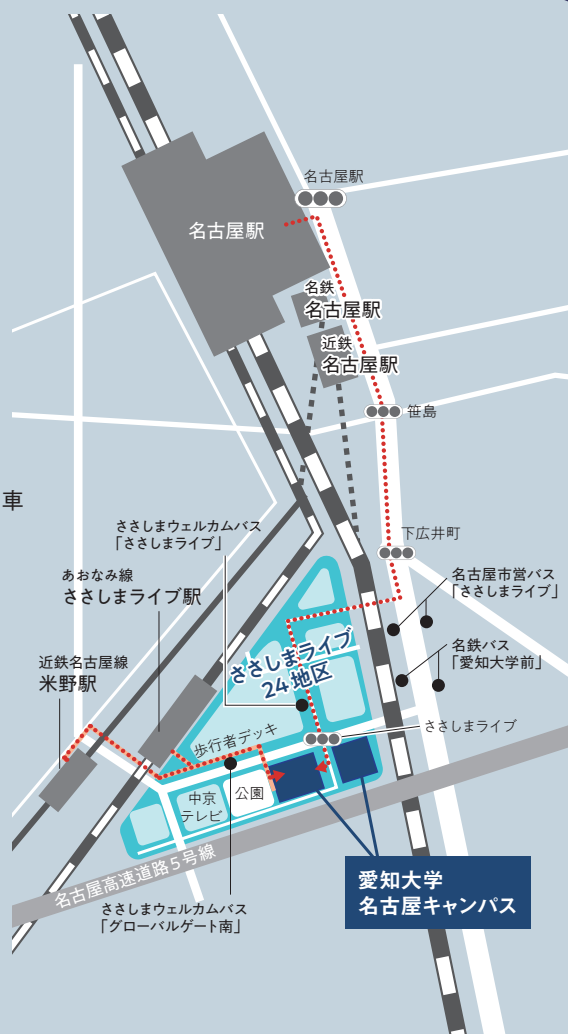 名古屋駅
名古屋駅
名鉄
名古屋駅
近鉄
名古屋駅
笹島
車
ささしまウェルカムバス
「ささしまライブ」
下広井町
あおなみ線
ささしまライブ駅
名古屋市営バス
「ささしまライブ」
近鉄名古屋線
米野駅
ささしまライブ
24地区
名鉄バス
「愛知大学前」
歩行者デッキ
ささしまライブ
中京
テレビ
公園
名古屋高速道路5号線
愛知大学
名古屋キャンパス
ささしまウェルカムバス
「グローバルゲート南」